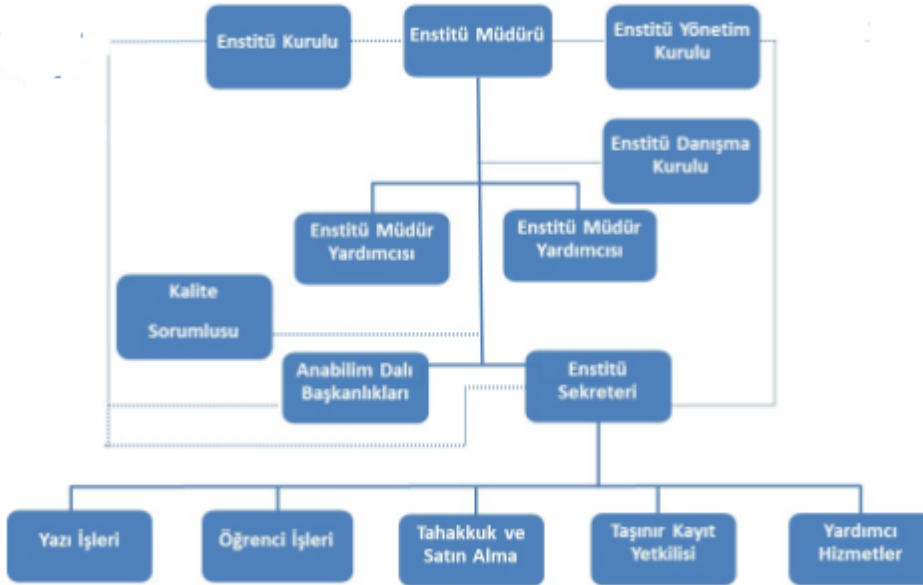 Enstitü Kurulu
Enstitü Müdürü
Enstitü Yönetim
Kurulu
Enstitü Danışma
Kurulu
Enstitü Müdür
Yardımcısı
Enstitü Müdür
Yardımcısı
Kalite
Sorumlusu
Anabilim Dalı
Başkanlıkları
Enstitü
Sekreteri
Yazı İşleri
Öğrenci İşleri
Tahakkuk ve
Satın Alma
Taşınır Kayıt
Yetkilisi
Yardımcı
Hizmetler